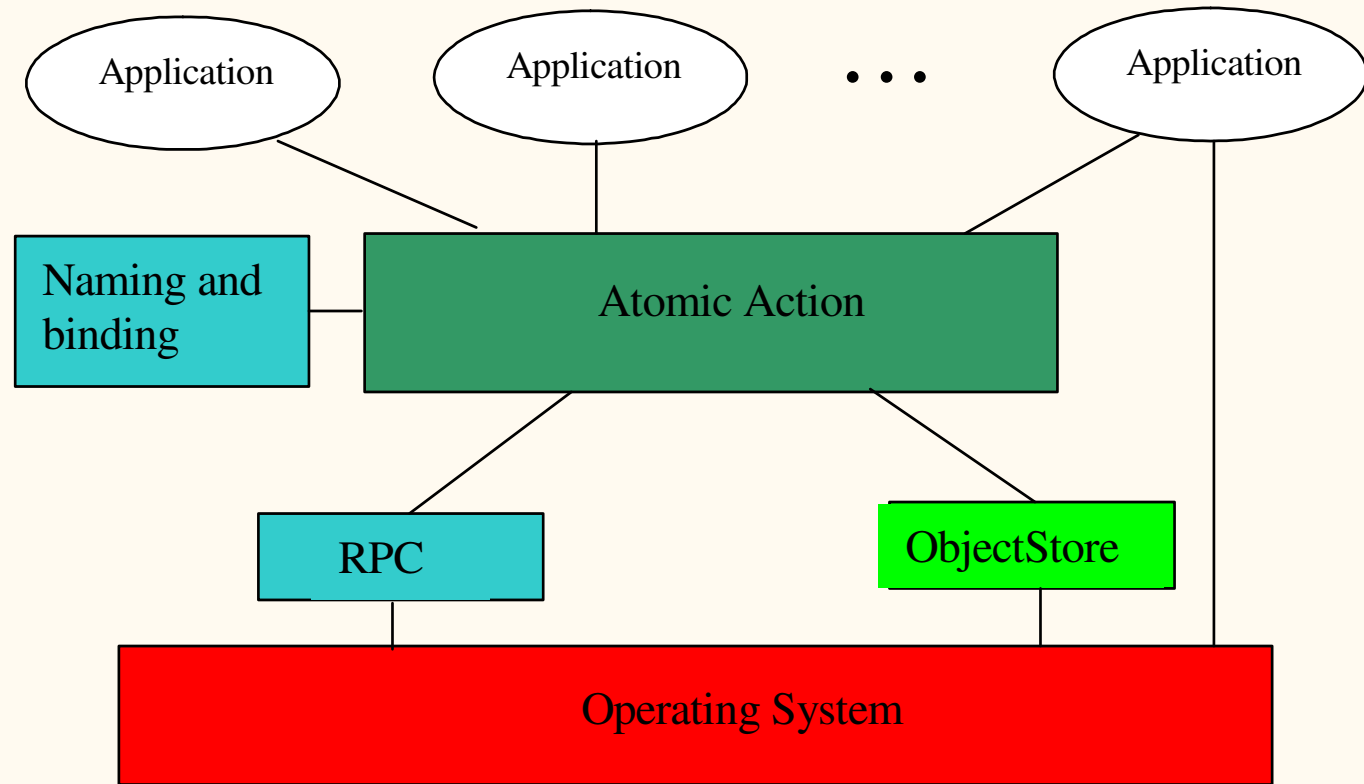 Application
Application
• • •
Application
Naming and
binding
Atomic Action
RPC
ObjectStore
Operating System